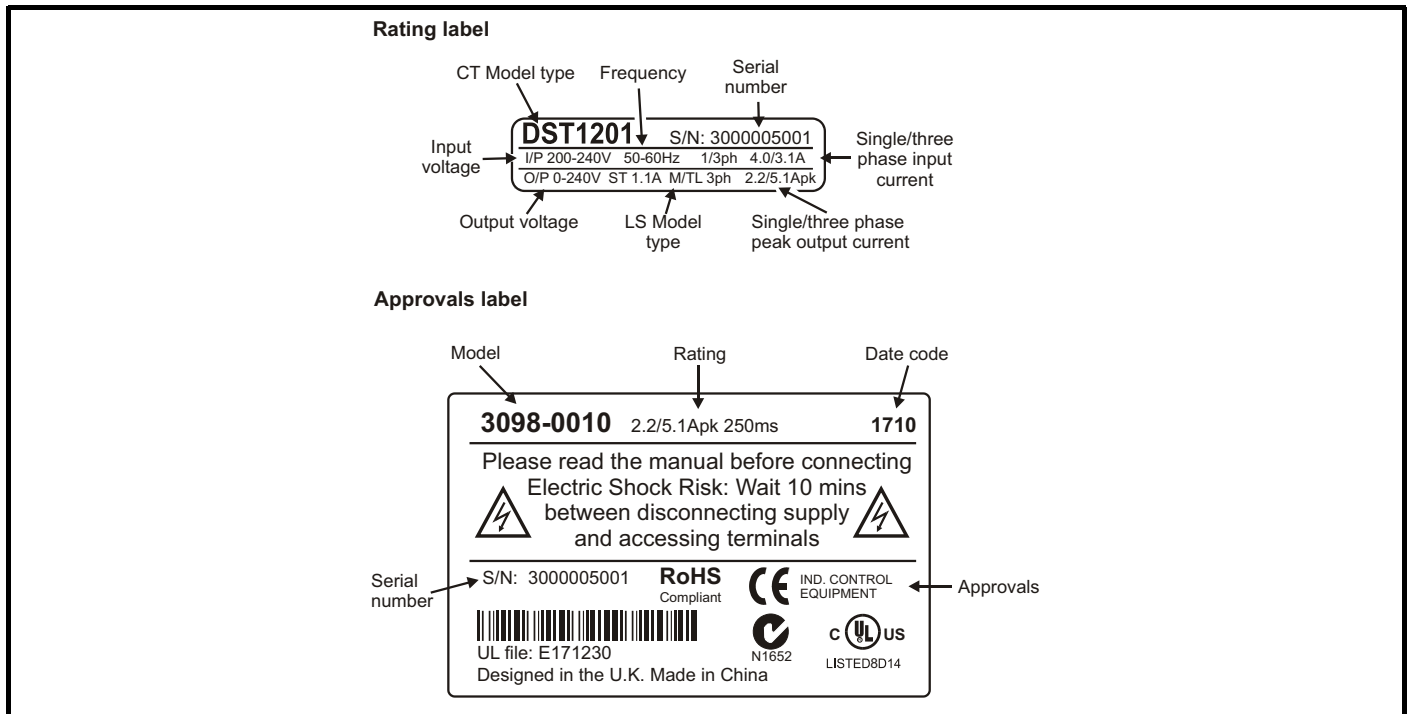 Rating label
CT Model type
Frequency
Serial
number
DST1201
S/N: 3000005001
Input
voltage
I/P 200-240V 50-60Hz 1/3ph 4.0/3.1A
O/P 0-240V ST 1.1A M/TL 3ph 2.2/5.1Apk
Single/three
phase input
current
Output voltage
LS Model
type
Single/three phase
peak output current
Approvals label
Model
Rating
Date code
3098-0010 2.2/5.1Apk 250ms 1710
Please read the manual before connecting
Electric Shock Risk: Wait 10 mins
between disconnecting supply
and accessing terminals
Serial
number
S/N: 3000005001
RoHS
Compliant
CE
IND. CONTROL
EQUIPMENT
Approvals
UL file: E171230
Designed in the U.K. Made in China
N1652
C UL US
LISTED8D14